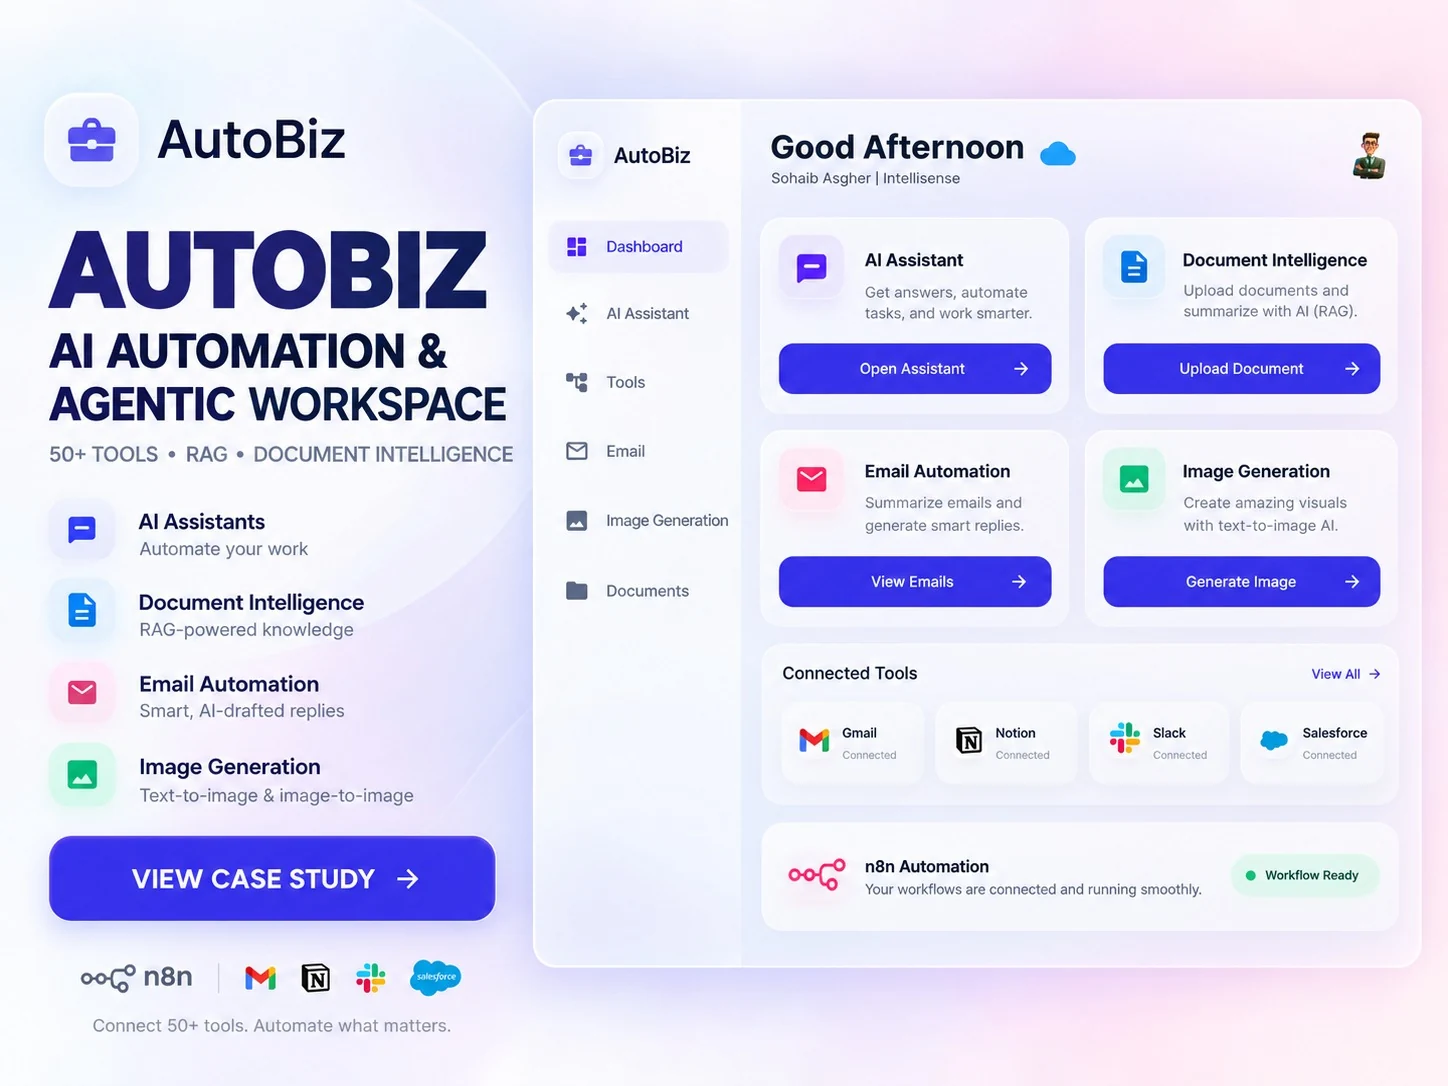 AutoBiz
AUTOBIZ
AI AUTOMATION &
AGENTIC WORKSPACE
50+ TOOLS • RAG • DOCUMENT INTELLIGENCE
AI Assistants
Automate your work
Document Intelligence
RAG-powered knowledge
Email Automation
Smart, AI-drafted replies
Image Generation
Text-to-image & image-to-image
VIEW CASE STUDY →
n8n
N
salesforce
Connect 50+ tools. Automate what matters.
AutoBiz
Dashboard
AI Assistant
Tools
Email
Image Generation
Documents
Good Afternoon
Sohaib Asgher | Intellisense
AI Assistant
Get answers, automate
tasks, and work smarter.
Open Assistant →
Document Intelligence
Upload documents and
summarize with AI (RAG).
Upload Document →
Email Automation
Summarize emails and
generate smart replies.
View Emails →
Image Generation
Create amazing visuals
with text-to-image AI.
Generate Image →
Connected Tools
View All →
Gmail
Connected
N
Notion
Connected
Slack
Connected
Salesforce
Connected
n8n Automation
Your workflows are connected and running smoothly.
Workflow Ready